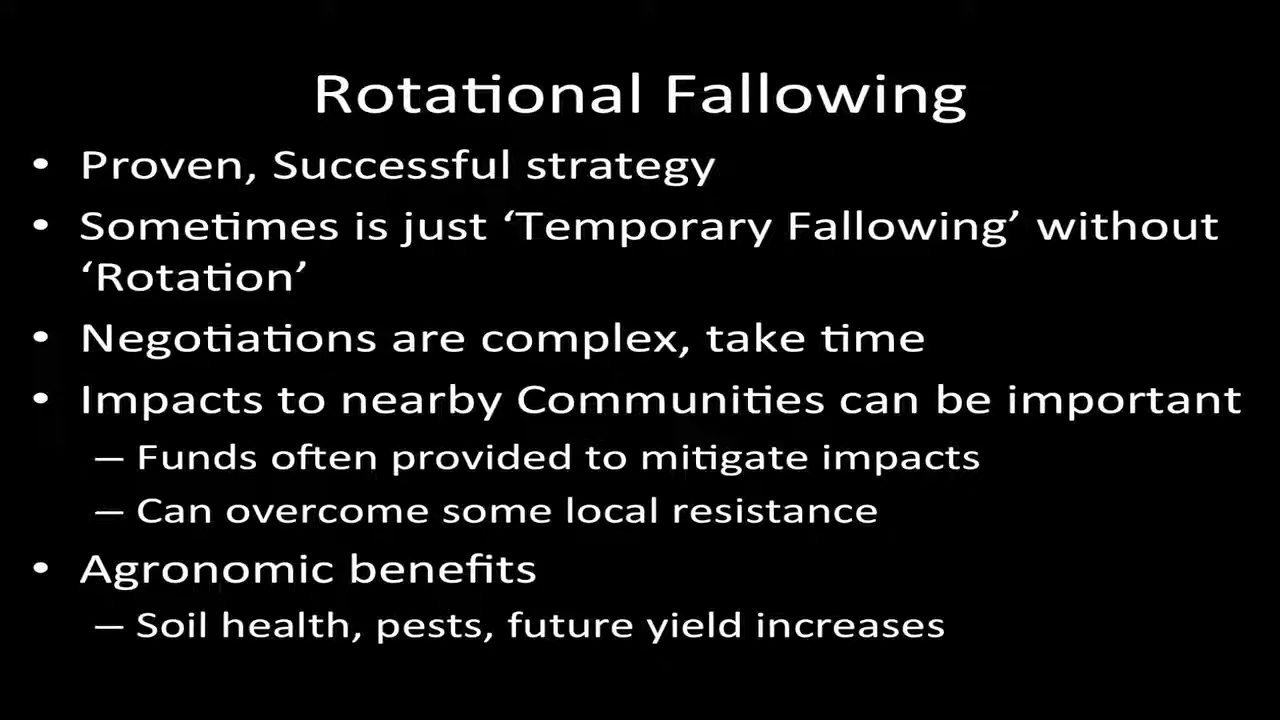 Rotational Fallowing
• Proven, Successful strategy
• Sometimes is just ‘Temporary Fallowing’ without
‘Rotation’
• Negotiations are complex, take time
• Impacts to nearby Communities can be important
– Funds often provided to mitigate impacts
– Can overcome some local resistance
• Agronomic benefits
– Soil health, pests, future yield increases